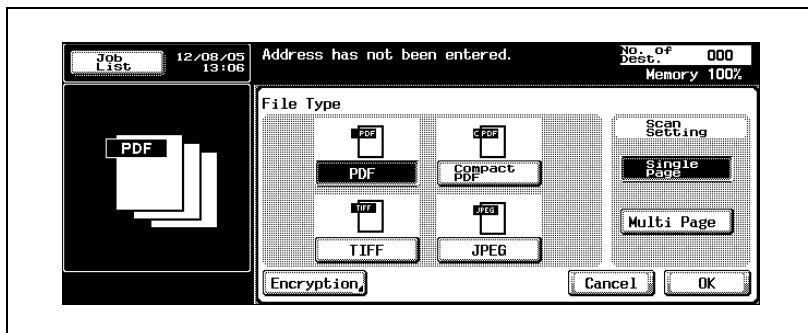 Job List
12/08/05
13:06
Address has not been entered.
No. of Dest. 000
Memory 100%
PDF
File Type
PDF
PDF
C PDF
Compact PDF
TIFF
TIFF
JPEG
JPEG
Scan Setting
Single Page
Multi Page
Encryption
Cancel
OK